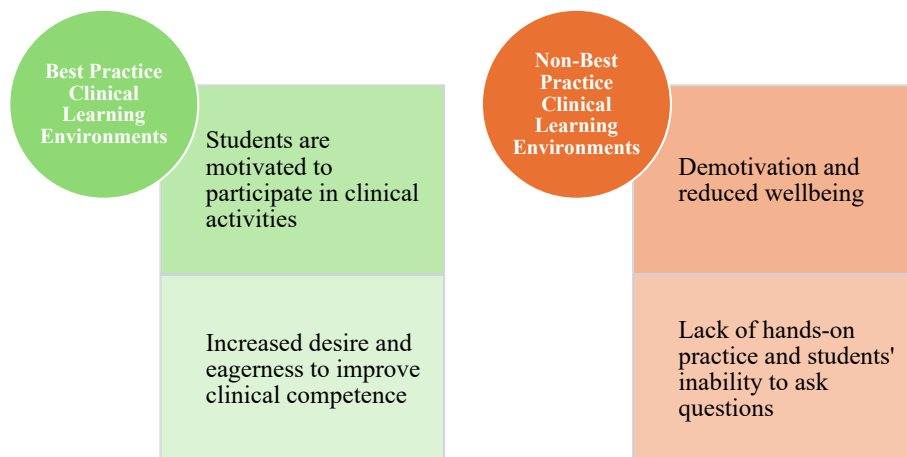 Best Practice
Clinical
Learning
Environments
Students are
motivated to
participate in clinical
activities
Increased desire and
eagerness to improve
clinical competence
Non-Best
Practice
Clinical
Learning
Environments
Demotivation and
reduced wellbeing
Lack of hands-on
practice and students'
inability to ask
questions